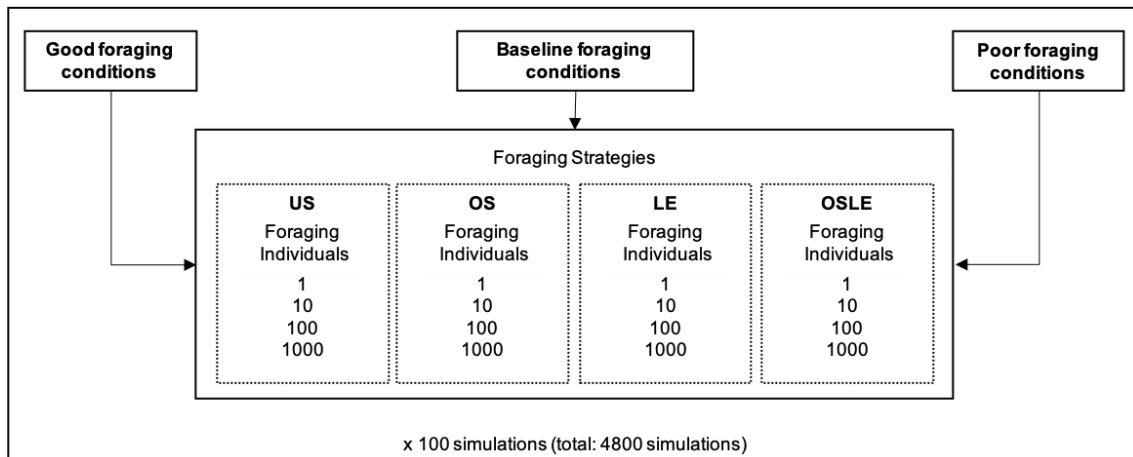 Good foraging
conditions
Baseline foraging
conditions
Poor foraging
conditions
Foraging Strategies
US
Foraging
Individuals
1
10
100
1000
OS
Foraging
Individuals
1
10
100
1000
LE
Foraging
Individuals
1
10
100
1000
OSLE
Foraging
Individuals
1
10
100
1000
x 100 simulations (total: 4800 simulations)